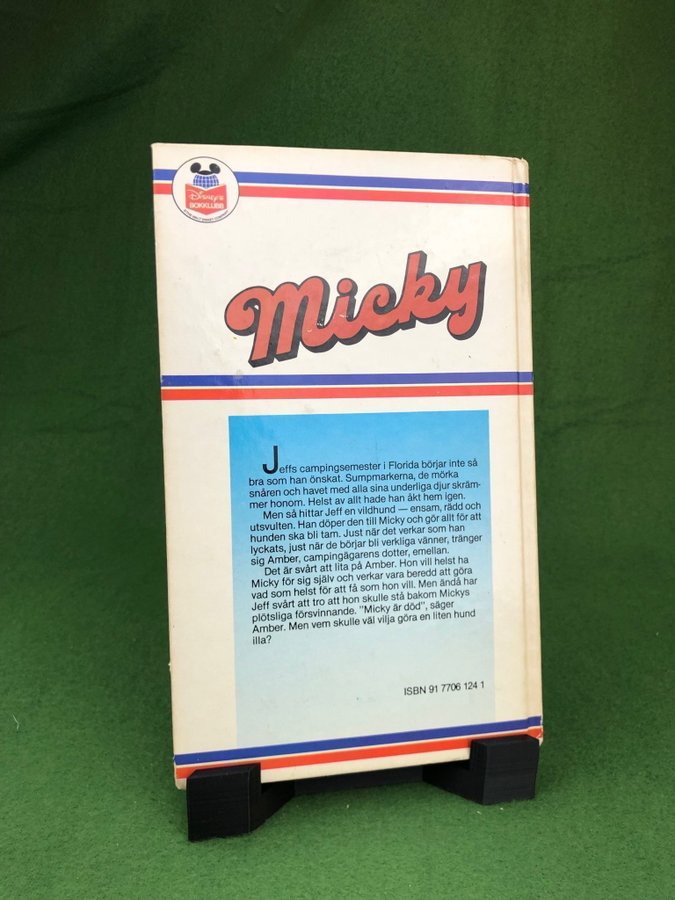 DISNEY'S
BOKKLUBB
Micky
Jeffs campingsemester i Florida börjar inte så
bra som han önskat. Sumpmarkerna, de mörka
snåren och havet med alla sina underliga djur skräm-
mer honom. Helst av allt hade han åkt hem igen.
Men så hittar Jeff en vildhund — ensam, rädd och
utsvulten. Han döper den till Micky och gör allt för att
hunden ska bli tam. Just när det verkar som han
lyckats, just när de börjar bli verkliga vänner, tränger
sig Amber, campingägarens dotter, emellan.
Det är svårt att lita på Amber. Hon vill helst ha
Micky för sig själv och verkar vara beredd att göra
vad som helst för att få som hon vill. Men ändå har
Jeff svårt att tro att hon skulle stå bakom Mickys
plötsliga försvinnande. "Micky är död", säger
Amber. Men vem skulle väl vilja göra en liten hund
illa?
ISBN 91 7706 124 1